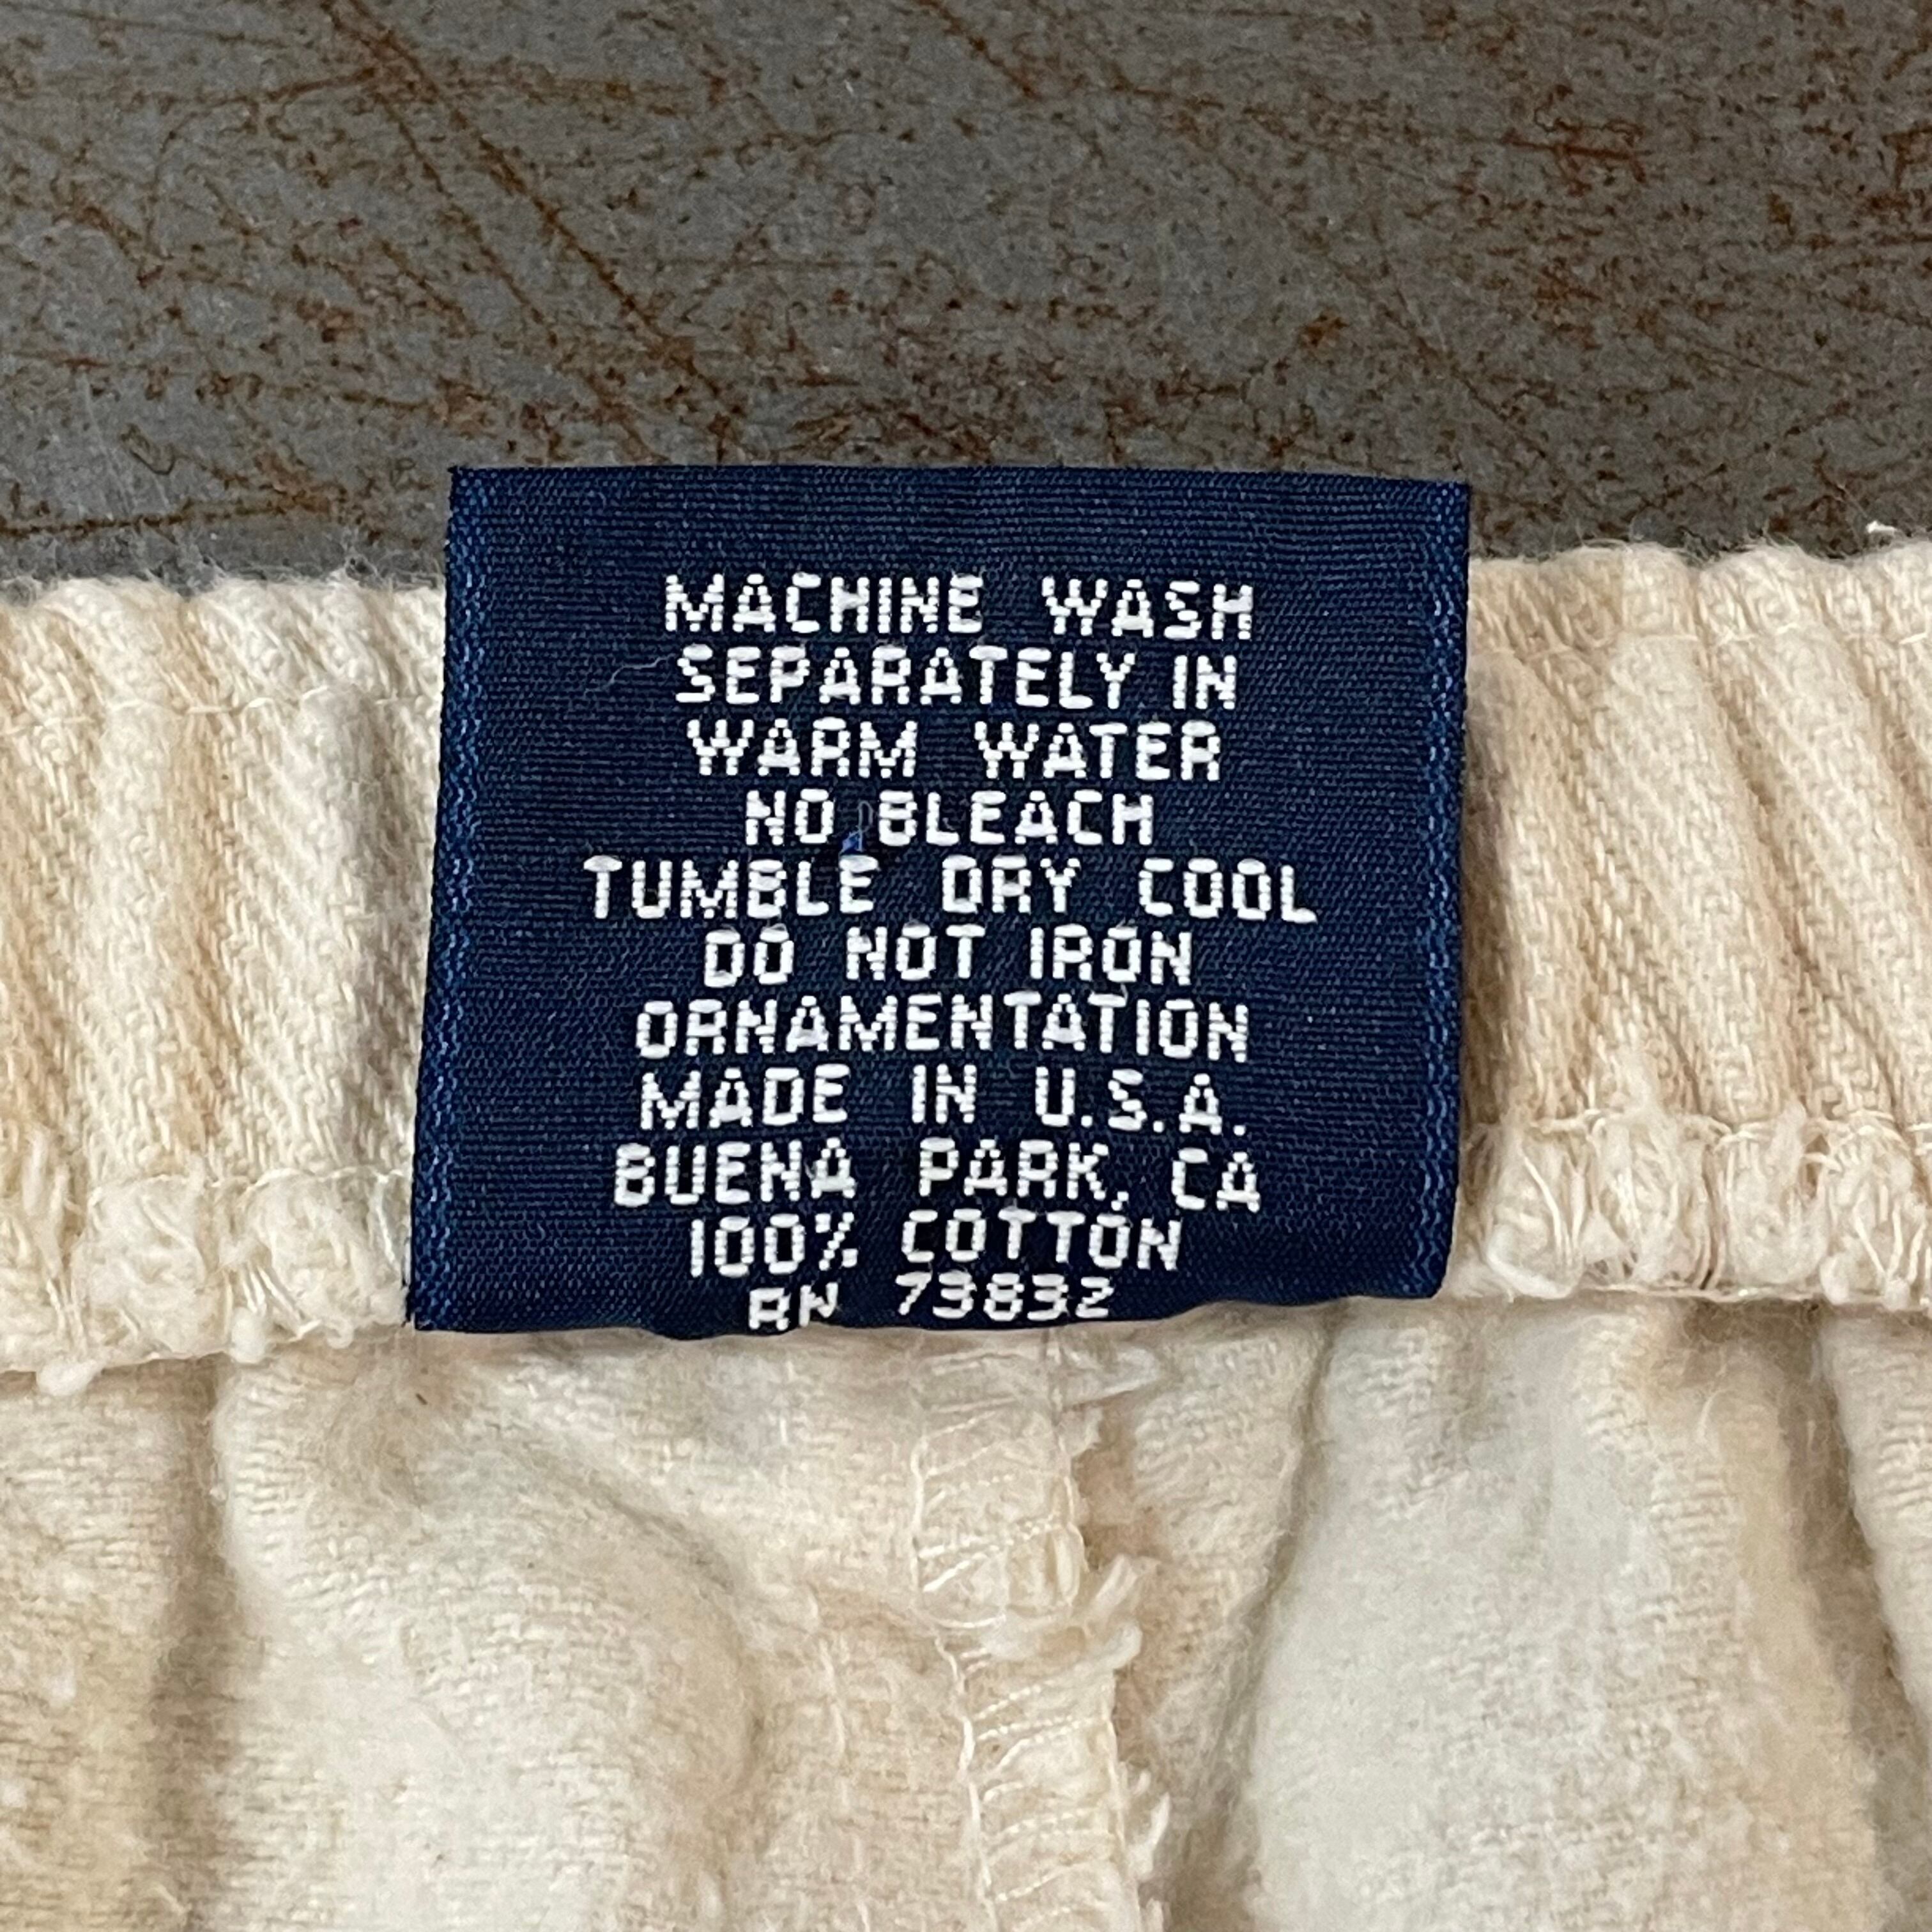 MACHINE WASH
SEPARATELY IN
WARM WATER
NO BLEACH
TUMBLE DRY COOL
DO NOT IRON
ORNAMENTATION
MADE IN U.S.A.
BUENA PARK, CA
100% COTTON
RN 73832